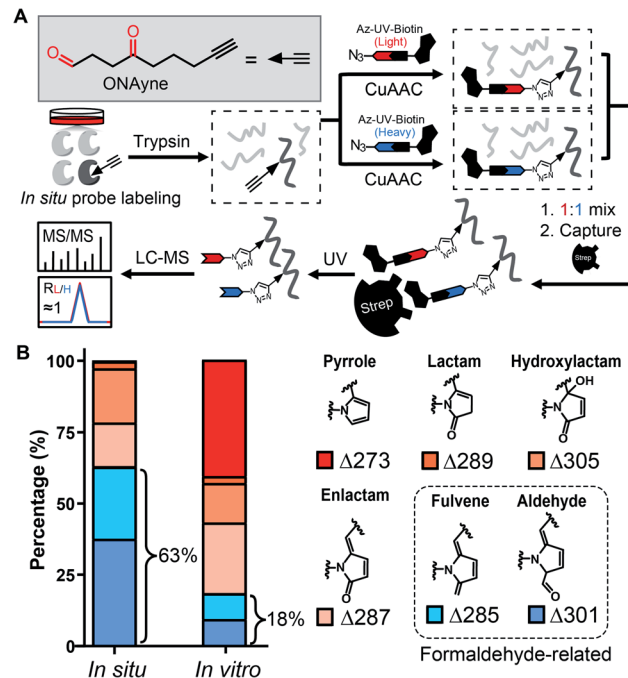 A
O
O
ONAyne
=
Az-UV-Biotin
(Light)
N₃
CuAAC
Az-UV-Biotin
(Heavy)
N₃
CuAAC
N
N=N
N
N=N
Trypsin
In situ probe labeling
1. 1:1 mix
2. Capture
Strep
MS/MS
R L/H
≈1
LC-MS
N
N=N
N
N=N
UV
Strep
N
N=N
N
N=N
B
Percentage (%)
100
75
50
25
0
63%
18%
In situ
In vitro
Pyrrole
Lactam
Hydroxylactam
N
N
O
OH
N
O
Δ273
Δ289
Δ305
Enlactam
Fulvene
Aldehyde
N
O
N
N
O
Δ287
Δ285
Δ301
Formaldehyde-related